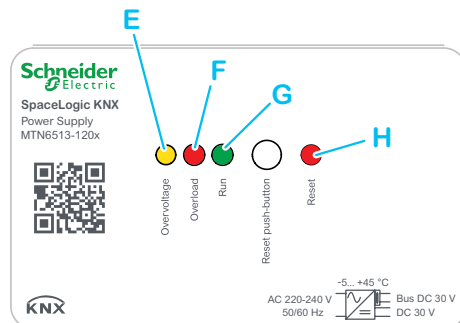 E
F
G
H
Schneider
Electric
SpaceLogic KNX
Power Supply
MTN6513-120x
Overvoltage
Overload
Run
Reset push-button
Reset
KNX
-5... +45 °C
AC 220-240 V
50/60 Hz
Bus DC 30 V
DC 30 V